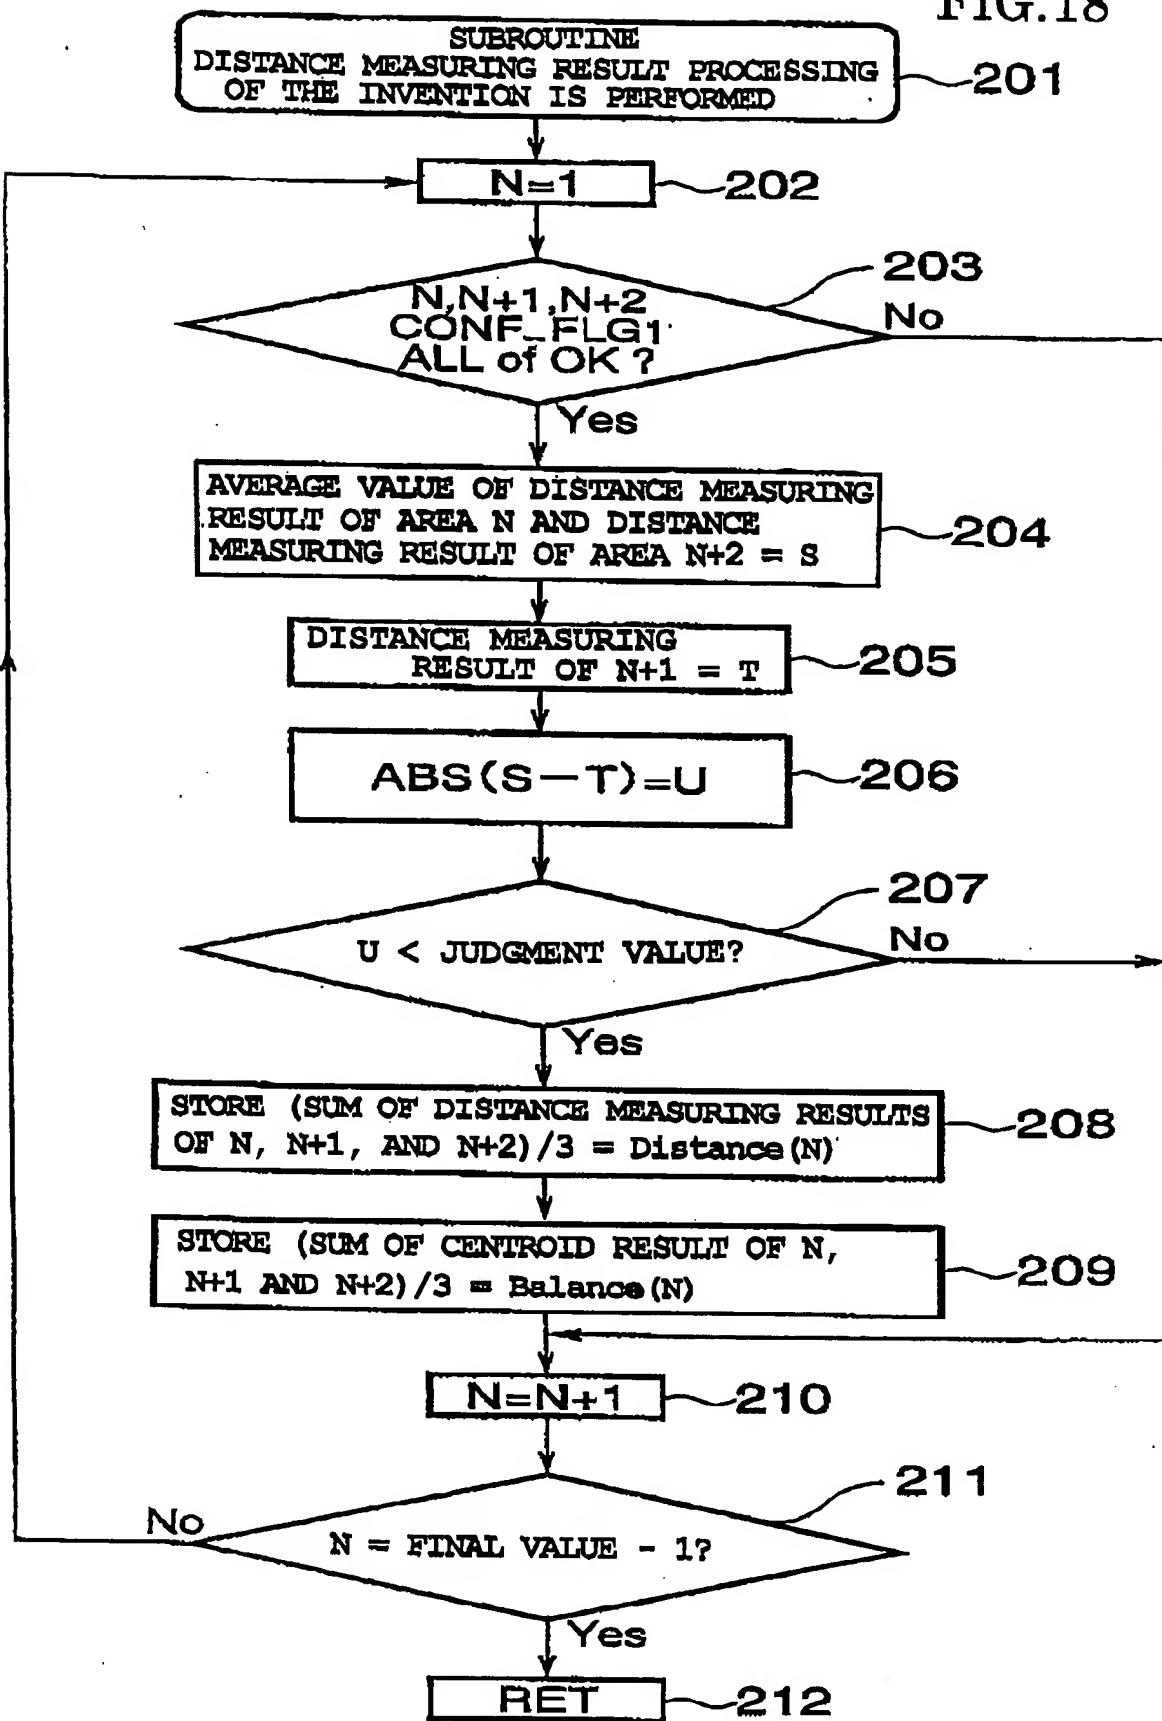 FIG.18
SUBROUTINE
DISTANCE MEASURING RESULT PROCESSING
OF THE INVENTION IS PERFORMED
201
N=1
202
203
N,N+1,N+2
CONF_FLG1
ALL of OK ?
No
Yes
AVERAGE VALUE OF DISTANCE MEASURING
RESULT OF AREA N AND DISTANCE
MEASURING RESULT OF AREA N+2 = S
204
DISTANCE MEASURING
RESULT OF N+1 = T
205
ABS(S-T)=U
206
207
U < JUDGMENT VALUE?
No
Yes
STORE (SUM OF DISTANCE MEASURING RESULTS
OF N, N+1, AND N+2)/3 = Distance(N)
208
STORE (SUM OF CENTROID RESULT OF N,
N+1 AND N+2)/3 = Balance(N)
209
N=N+1
210
211
No
N = FINAL VALUE - 1?
Yes
RET
212